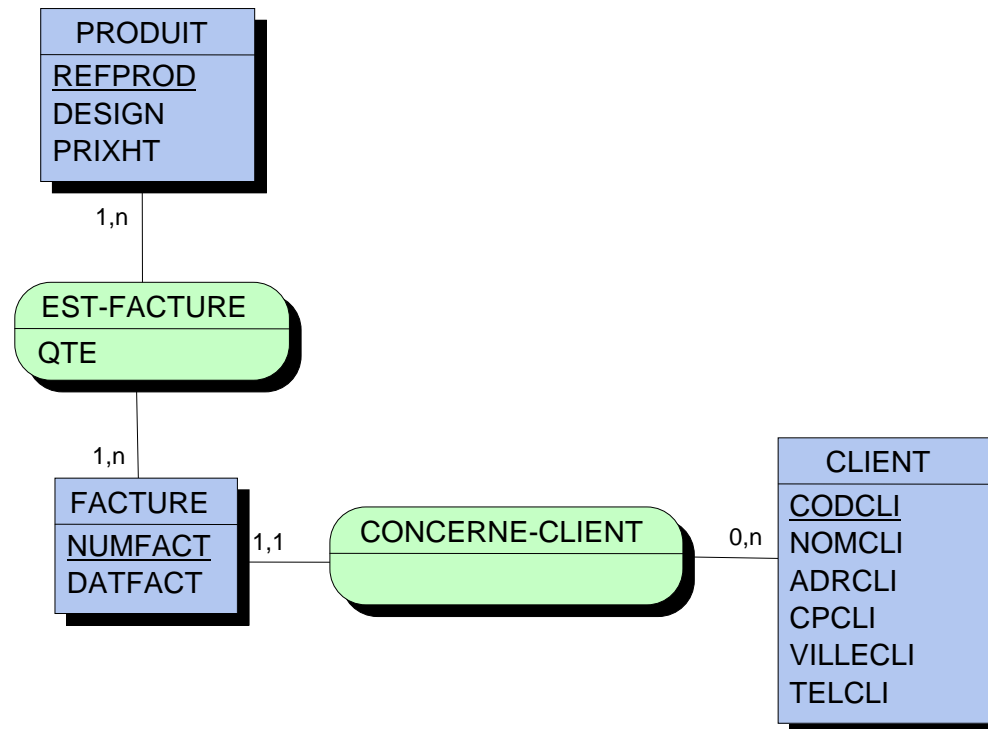 PRODUIT
REFPROD
DESIGN
PRIXHT
1,n
EST-FACTURE
QTE
1,n
FACTURE
NUMFACT
DATFACT
1,1
CONCERNE-CLIENT
0,n
CLIENT
CODCLI
NOMCLI
ADRCLI
CPCLI
VILLECLI
TELCLI